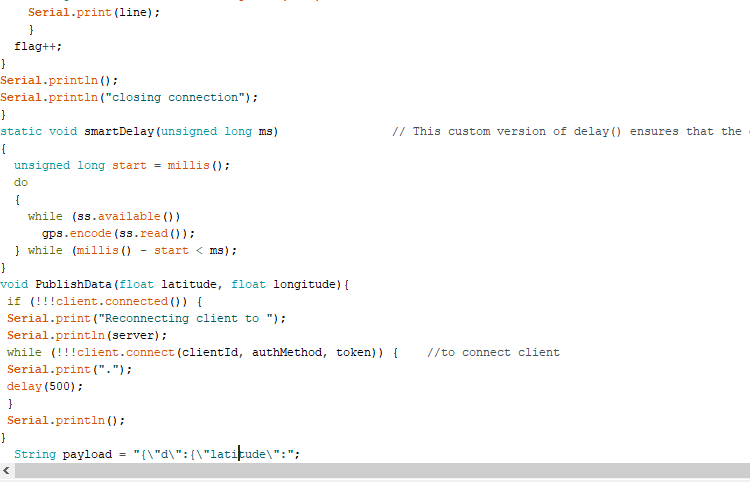 Serial.print(line);
}
flag++;
}
Serial.println();
Serial.println("closing connection");
}
static void smartDelay(unsigned long ms) // This custom version of delay() ensures that the
{
unsigned long start = millis();
do
{
while (ss.available())
gps.encode(ss.read());
} while (millis() - start < ms);
}
void PublishData(float latitude, float longitude){
if (!!!client.connected()) {
Serial.print("Reconnecting client to ");
Serial.println(server);
while (!!!client.connect(clientId, authMethod, token)) { //to connect client
Serial.print(".");
delay(500);
}
Serial.println();
}
String payload = "{\"d\":{\"latitude\":";